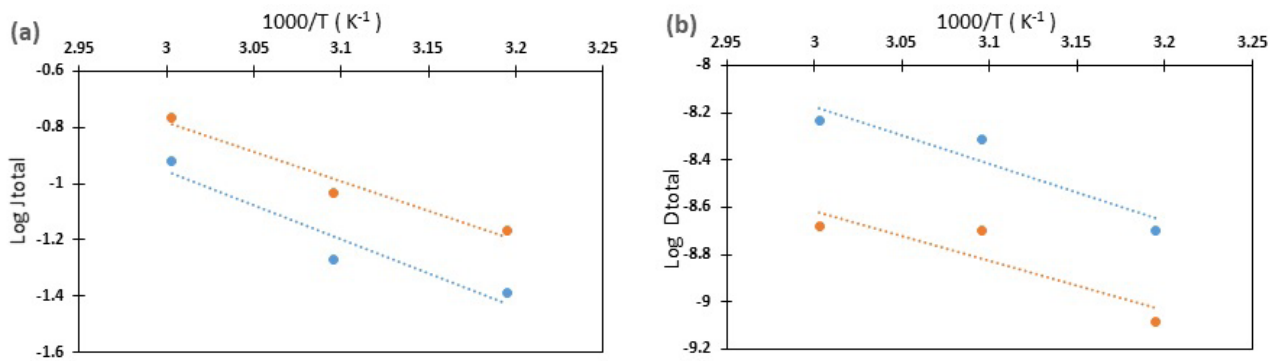 (a)
1000/T ( K-1 )
2.95 3 3.05 3.1 3.15 3.2 3.25
-0.6
-0.8
-1
-1.2
-1.4
-1.6
Log Jtotal
(b)
1000/T ( K-1 )
2.95 3 3.05 3.1 3.15 3.2 3.25
-8
-8.2
-8.4
-8.6
-8.8
-9
-9.2
Log Dtotal